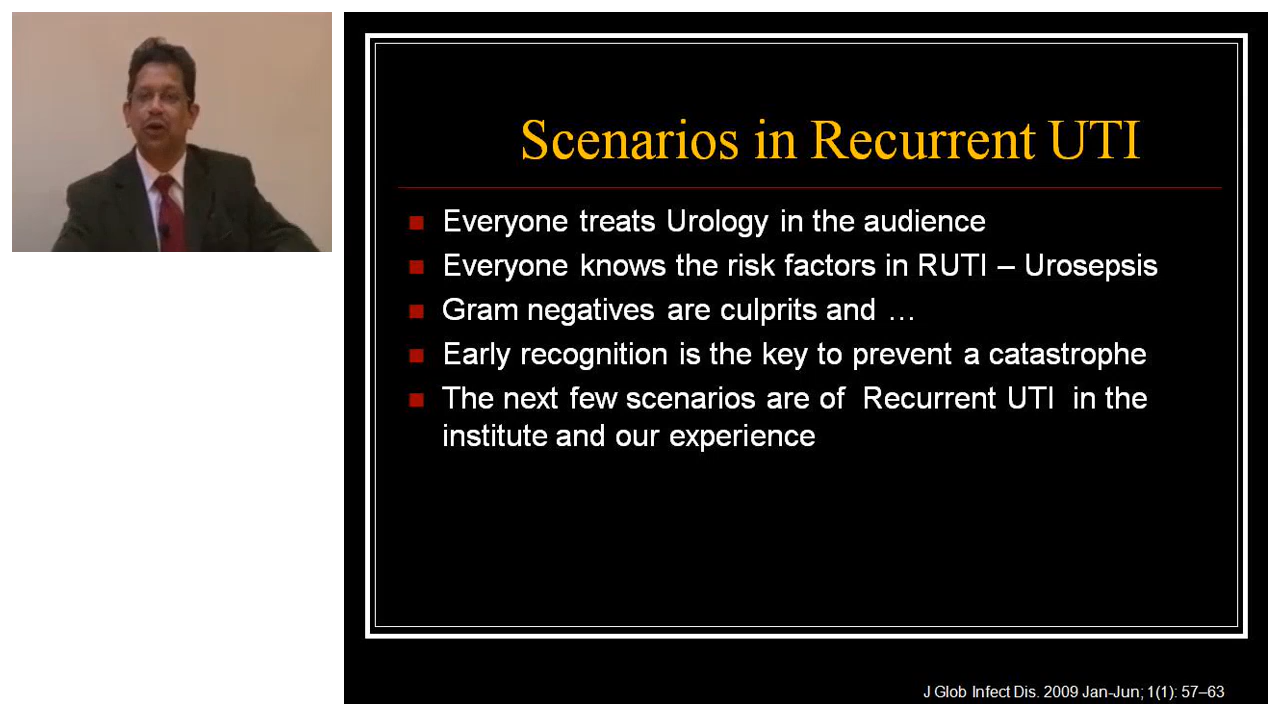 Scenarios in Recurrent UTI
Everyone treats Urology in the audience
Everyone knows the risk factors in RUTI – Urosepsis
Gram negatives are culprits and …
Early recognition is the key to prevent a catastrophe
The next few scenarios are of Recurrent UTI in the
institute and our experience
J Glob Infect Dis. 2009 Jan-Jun; 1(1): 57–63